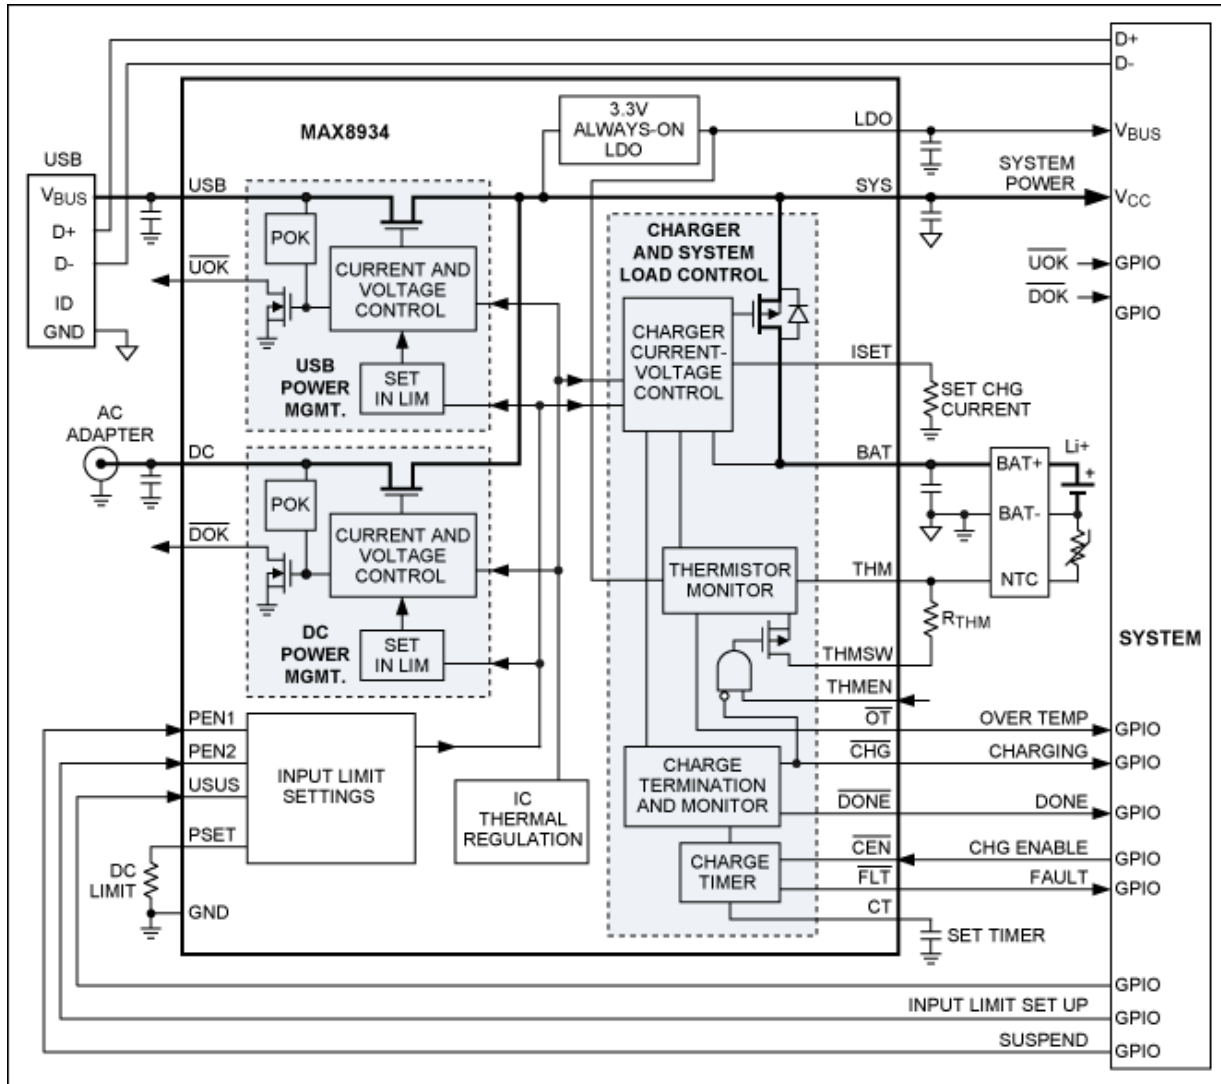 D+
D-
3.3V
ALWAYS-ON
LDO
LDO
VBUS
MAX8934
USB
VBUS
D+
D-
ID
GND
USB
SYS
SYSTEM
POWER
VCC
POK
UOK
CURRENT AND
VOLTAGE
CONTROL
SET
IN LIM
USB
POWER
MGMT.
CHARGER
AND SYSTEM
LOAD CONTROL
CHARGER
CURRENT-
VOLTAGE
CONTROL
UOK
GPIO
DOK
GPIO
ISET
SET CHG
CURRENT
AC
ADAPTER
DC
POK
DOK
CURRENT AND
VOLTAGE
CONTROL
SET
IN LIM
DC
POWER
MGMT.
BAT
BAT+
Li+
+
BAT-
NTC
THERMISTOR
MONITOR
THM
RTHM
THMSW
THMEN
SYSTEM
OT
OVER TEMP
GPIO
CHG
CHARGING
GPIO
CHARGE
TERMINATION
AND MONITOR
DONE
DONE
GPIO
CEN
CHG ENABLE
GPIO
CHARGE
TIMER
FLT
FAULT
GPIO
CT
SET TIMER
PEN1
PEN2
USUS
PSET
INPUT LIMIT
SETTINGS
IC
THERMAL
REGULATION
DC
LIMIT
GND
GPIO
INPUT LIMIT SET UP
GPIO
SUSPEND
GPIO